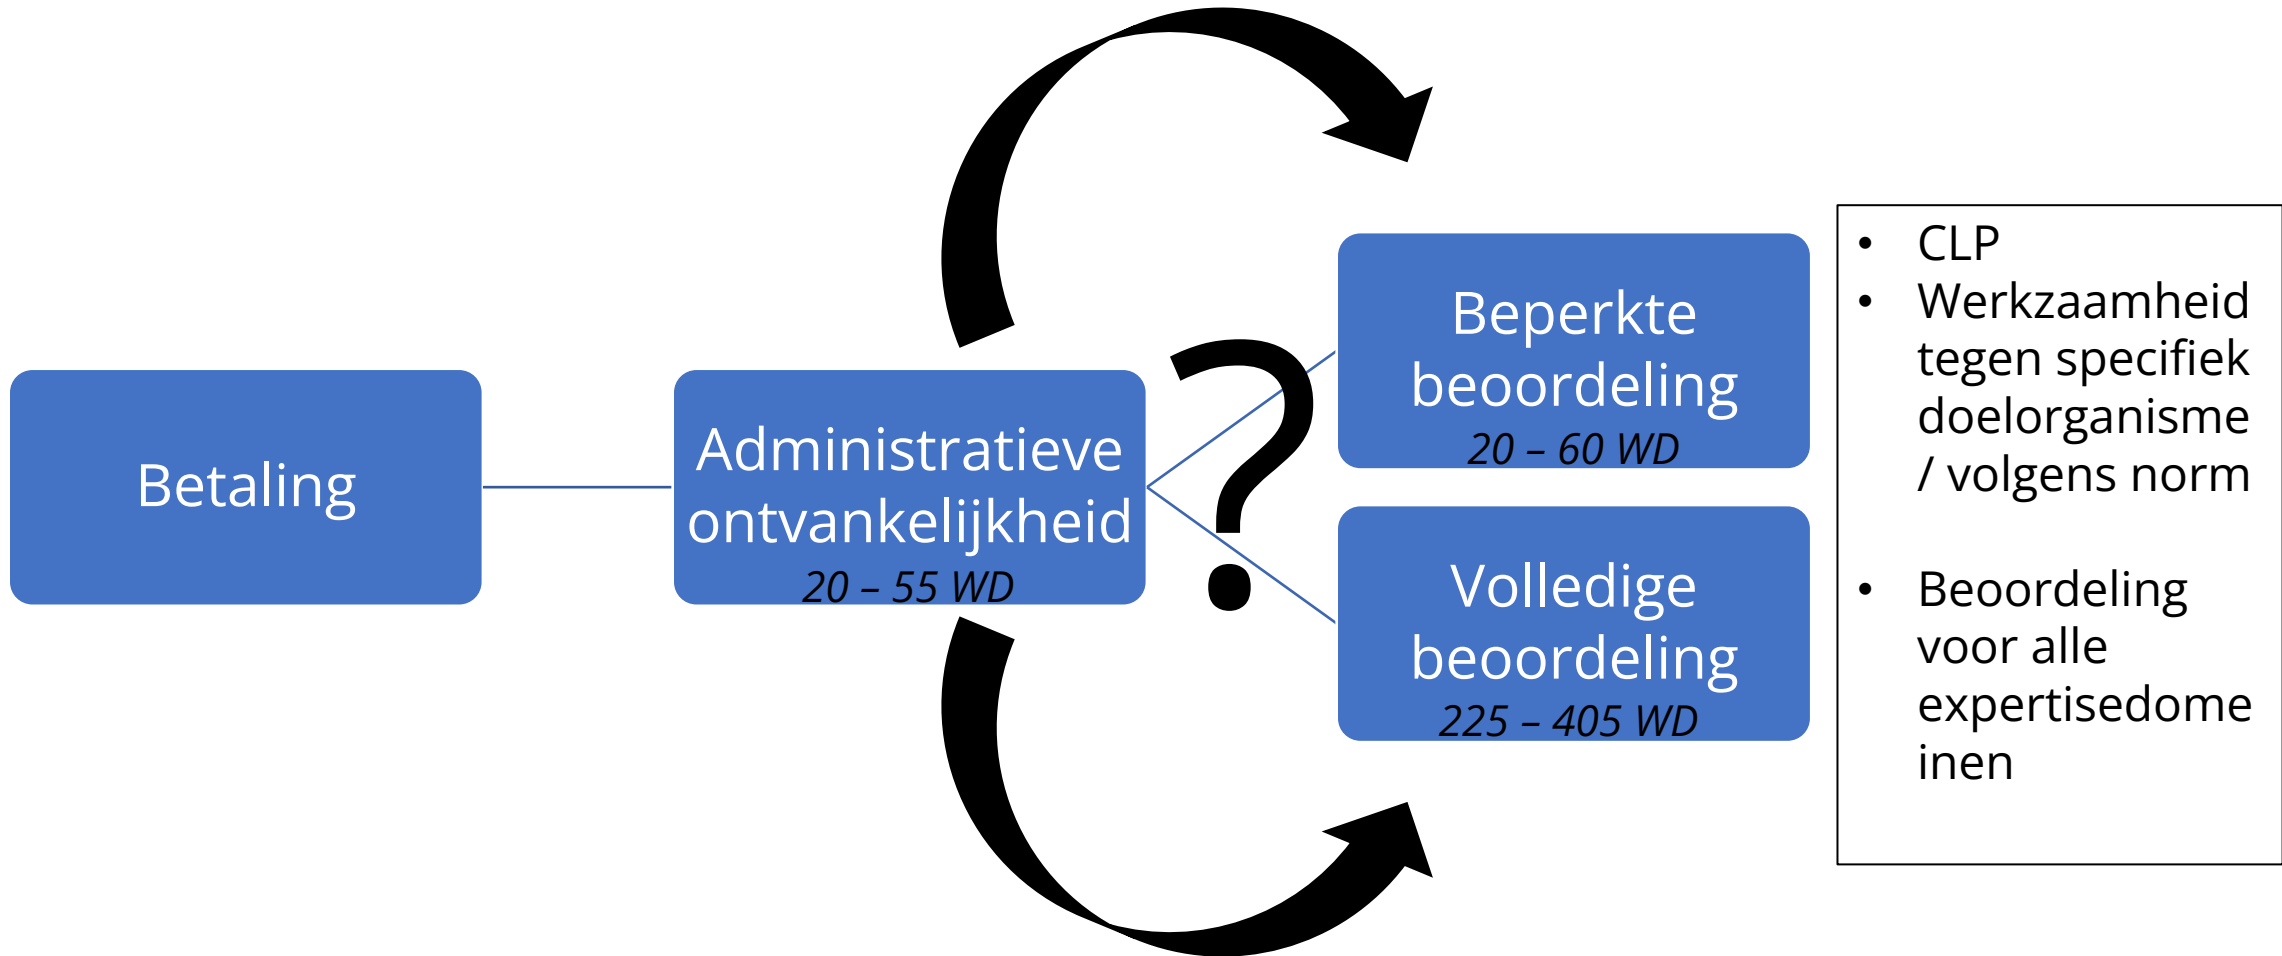 Betaling
Administratieve
ontvankelijkheid
20 – 55 WD
?
Beperkte
beoordeling
20 – 60 WD
Volledige
beoordeling
225 – 405 WD
• CLP
• Werkzaamheid
tegen specifiek
doelorganisme
/ volgens norm
• Beoordeling
voor alle
expertisedome
inen